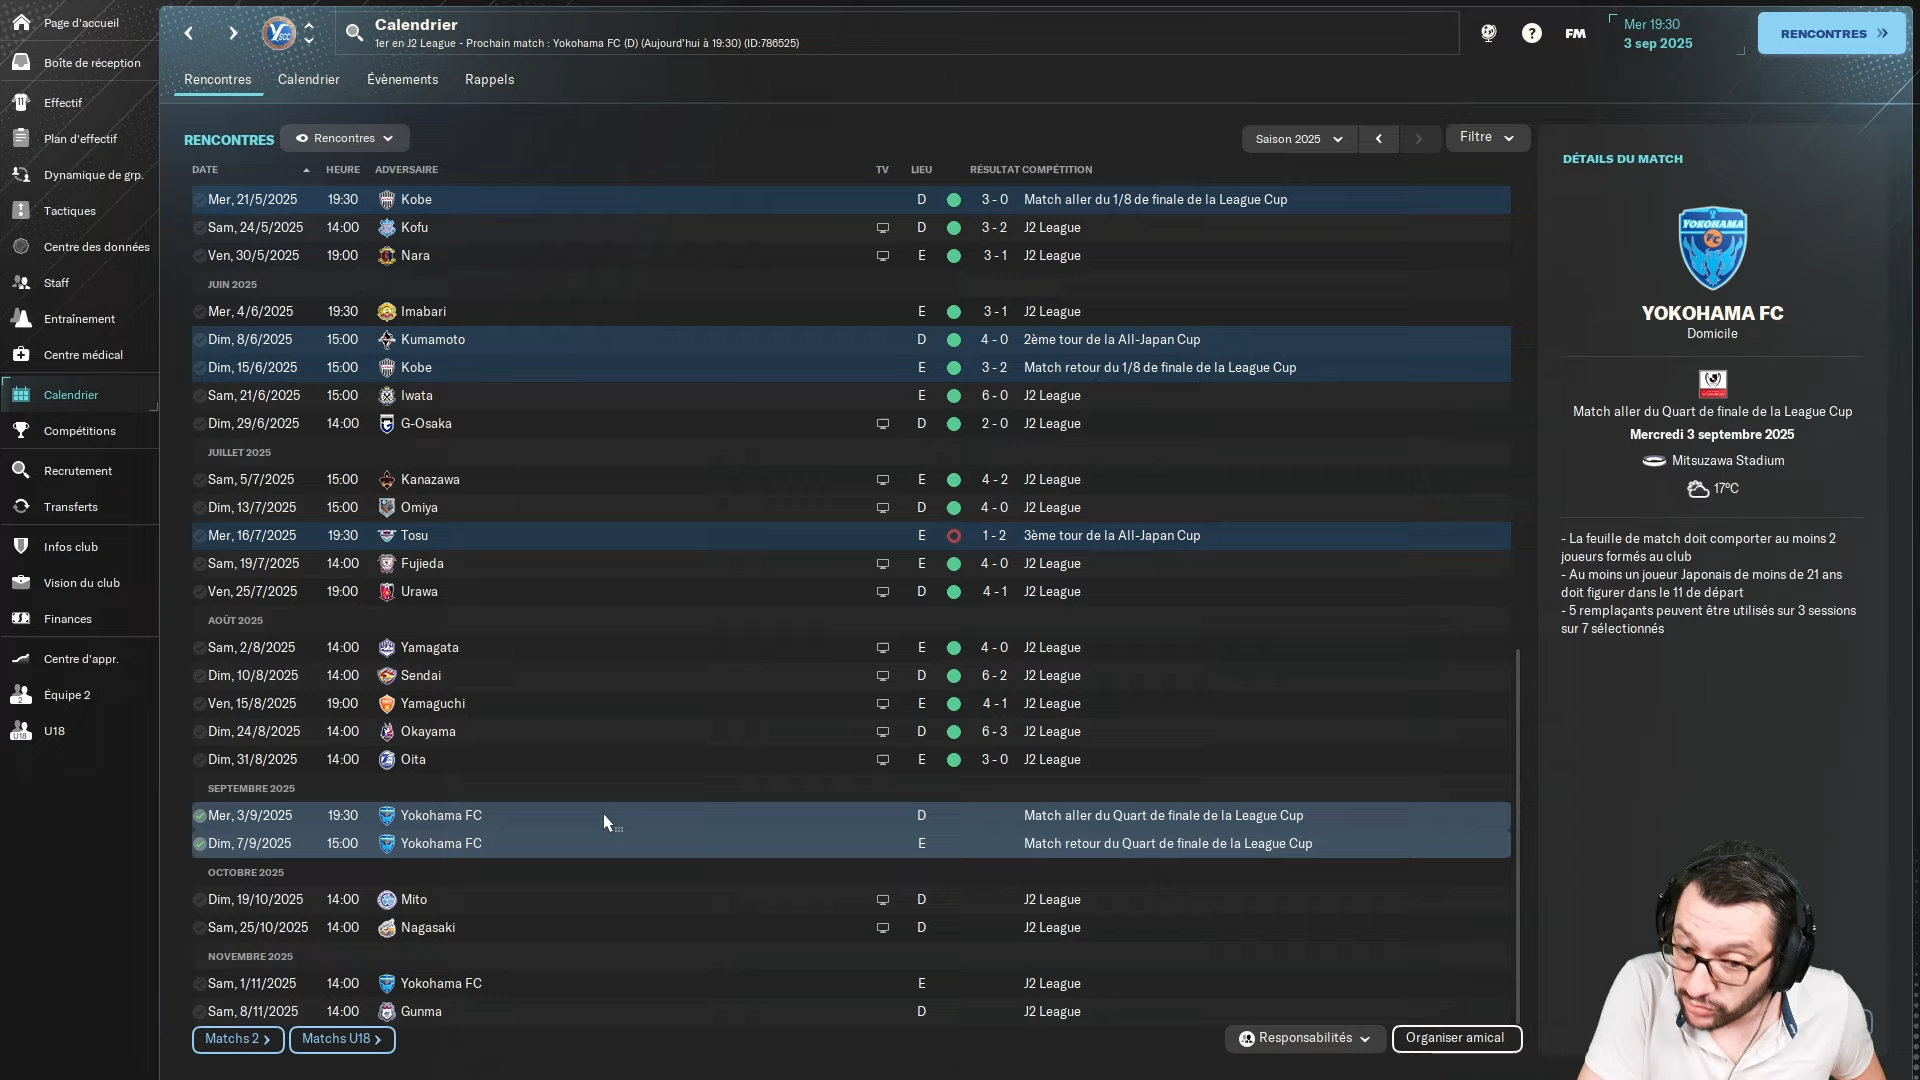 Page d'accueil
Boîte de réception
Effectif
Plan d'effectif
Dynamique de grp.
Tactiques
Centre des données
Staff
Entraînement
Centre médical
Calendrier
Compétitions
Recrutement
Transferts
Infos club
Vision du club
Finances
Centre d'appr.
Équipe 2
U18
Calendrier
1er en J2 League - Prochain match : Yokohama FC (D) (Aujourd'hui à 19:30) (ID:786525)
FM
Mer 19:30
3 sep 2025
RENCONTRES
Rencontres Calendrier Évènements Rappels
RENCONTRES Rencontres Saison 2025 Filtre
DATE HEURE ADVERSAIRE TV LIEU RÉSULTAT COMPÉTITION
Mer, 21/5/2025 19:30 Kobe D 3 - 0 Match aller du 1/8 de finale de la League Cup
Sam, 24/5/2025 14:00 Kofu D 3 - 2 J2 League
Ven, 30/5/2025 19:00 Nara E 3 - 1 J2 League
JUIN 2025
Mer, 4/6/2025 19:30 Imabari E 3 - 1 J2 League
Dim, 8/6/2025 15:00 Kumamoto D 4 - 0 2ème tour de la All-Japan Cup
Dim, 15/6/2025 15:00 Kobe E 3 - 2 Match retour du 1/8 de finale de la League Cup
Sam, 21/6/2025 15:00 Iwata E 6 - 0 J2 League
Dim, 29/6/2025 14:00 G-Osaka D 2 - 0 J2 League
JUILLET 2025
Sam, 5/7/2025 15:00 Kanazawa E 4 - 2 J2 League
Dim, 13/7/2025 15:00 Omiya D 4 - 0 J2 League
Mer, 16/7/2025 19:30 Tosu E 1 - 2 3ème tour de la All-Japan Cup
Sam, 19/7/2025 14:00 Fujieda E 4 - 0 J2 League
Ven, 25/7/2025 19:00 Urawa D 4 - 1 J2 League
AOÛT 2025
Sam, 2/8/2025 14:00 Yamagata E 4 - 0 J2 League
Dim, 10/8/2025 14:00 Sendai D 6 - 2 J2 League
Ven, 15/8/2025 19:00 Yamaguchi E 4 - 1 J2 League
Dim, 24/8/2025 14:00 Okayama D 6 - 3 J2 League
Dim, 31/8/2025 14:00 Oita E 3 - 0 J2 League
SEPTEMBRE 2025
Mer, 3/9/2025 19:30 Yokohama FC D Match aller du Quart de finale de la League Cup
Dim, 7/9/2025 15:00 Yokohama FC E Match retour du Quart de finale de la League Cup
OCTOBRE 2025
Dim, 19/10/2025 14:00 Mito D J2 League
Sam, 25/10/2025 14:00 Nagasaki D J2 League
NOVEMBRE 2025
Sam, 1/11/2025 14:00 Yokohama FC E J2 League
Sam, 8/11/2025 14:00 Gunma D J2 League
Matchs 2 Matchs U18 Responsabilités Organiser amical
DÉTAILS DU MATCH
YOKOHAMA
FC
YOKOHAMA FC
Domicile
Match aller du Quart de finale de la League Cup
Mercredi 3 septembre 2025
Mitsuzawa Stadium
17°C
- La feuille de match doit comporter au moins 2
joueurs formés au club
- Au moins un joueur Japonais de moins de 21 ans
doit figurer dans le 11 de départ
- 5 remplaçants peuvent être utilisés sur 3 sessions
sur 7 sélectionnés